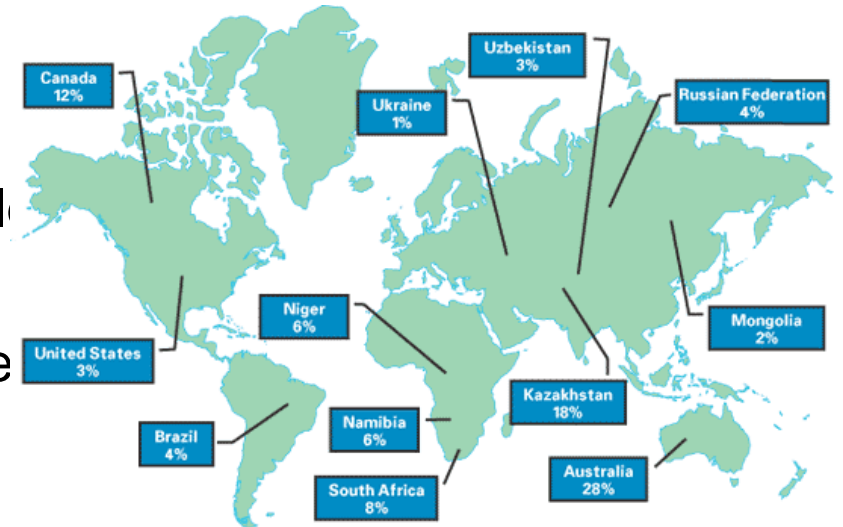 Canada
12%
Uzbekistan
3%
Ukraine
1%
Russian Federation
4%
Niger
6%
United States
3%
Mongolia
2%
Kazakhstan
18%
Namibia
6%
Brazil
4%
Australia
28%
South Africa
8%
e